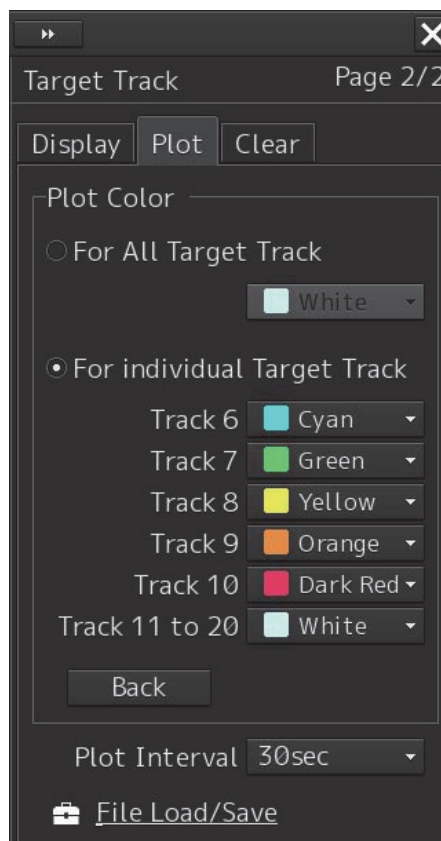 Target Track Page 2/2
Display Plot Clear
Plot Color
For All Target Track
White
For individual Target Track
Track 6 Cyan
Track 7 Green
Track 8 Yellow
Track 9 Orange
Track 10 Dark Red
Track 11 to 20 White
Back
Plot Interval 30sec
File Load/Save